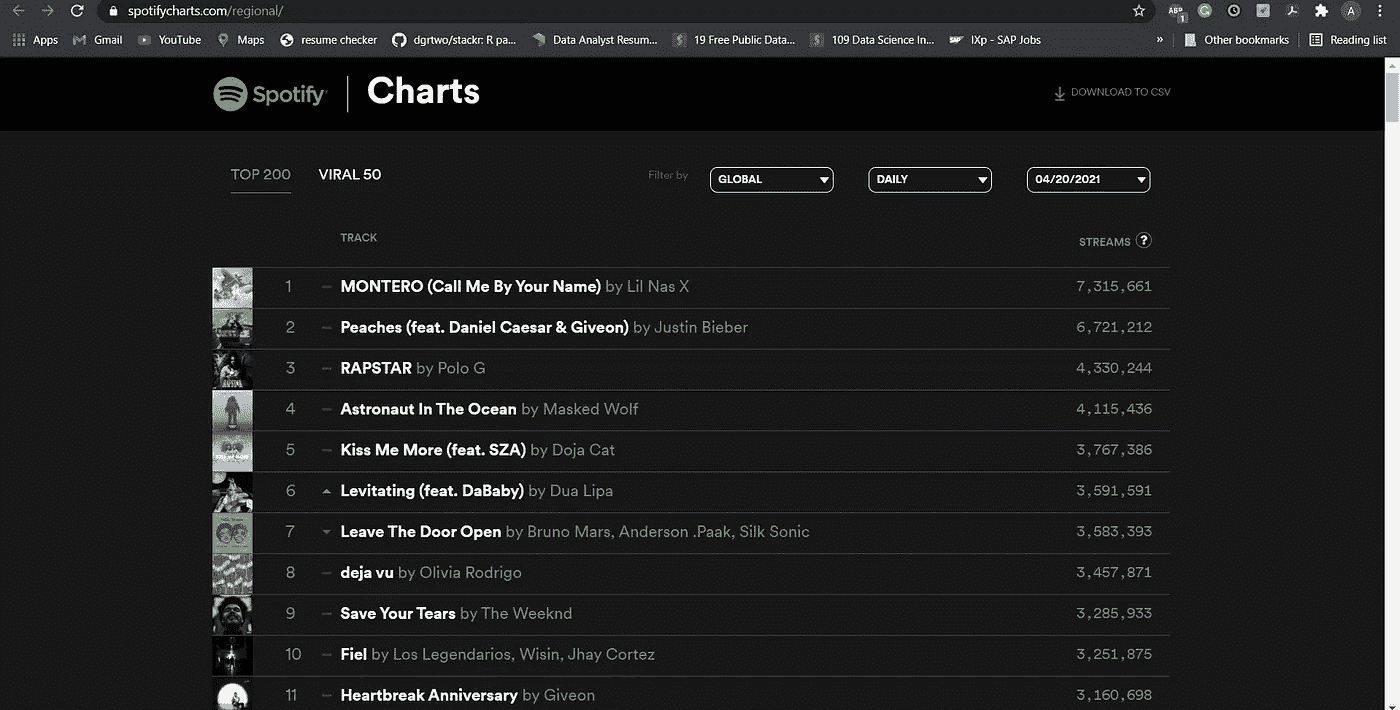 spotifycharts.com/regional/
ABP 1 A
Apps Gmail YouTube Maps resume checker dgrtwo/stackr: R pa... Data Analyst Resum... 19 Free Public Data... 109 Data Science In... IXp - SAP Jobs » Other bookmarks Reading list
Spotify Charts DOWNLOAD TO CSV
TOP 200 VIRAL 50 Filter by GLOBAL DAILY 04/20/2021
TRACK STREAMS ?
1 MONTERO (Call Me By Your Name) by Lil Nas X 7,315,661
2 Peaches (feat. Daniel Caesar & Giveon) by Justin Bieber 6,721,212
3 RAPSTAR by Polo G 4,330,244
4 Astronaut In The Ocean by Masked Wolf 4,115,436
5 Kiss Me More (feat. SZA) by Doja Cat 3,767,386
6 Levitating (feat. DaBaby) by Dua Lipa 3,591,591
7 Leave The Door Open by Bruno Mars, Anderson .Paak, Silk Sonic 3,583,393
8 deja vu by Olivia Rodrigo 3,457,871
9 Save Your Tears by The Weeknd 3,285,933
10 Fiel by Los Legendarios, Wisin, Jhay Cortez 3,251,875
11 Heartbreak Anniversary by Giveon 3,160,698